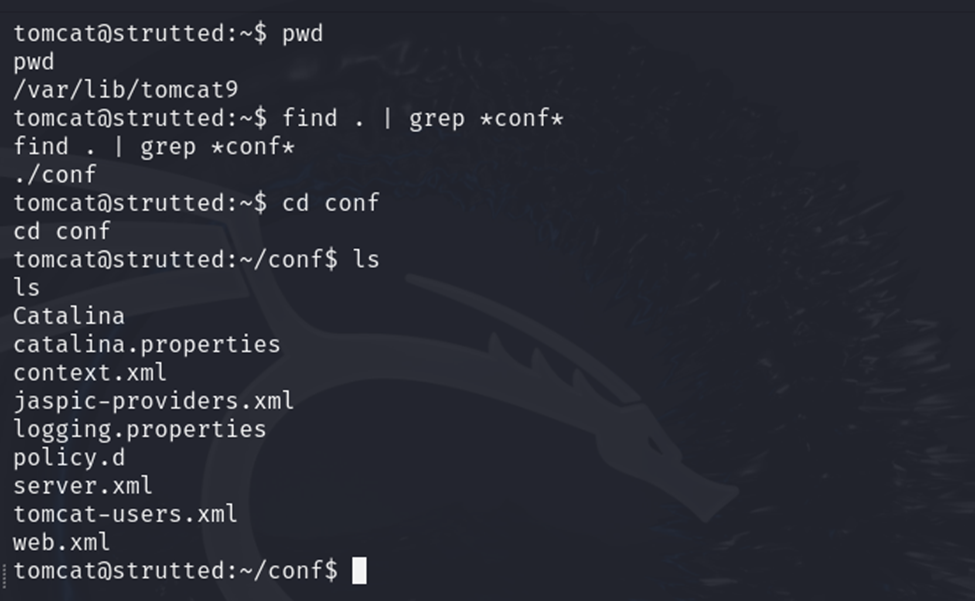 tomcat@strutted:~$ pwd
pwd
/var/lib/tomcat9
tomcat@strutted:~$ find . | grep *conf*
find . | grep *conf*
./conf
tomcat@strutted:~$ cd conf
cd conf
tomcat@strutted:~/conf$ ls
ls
Catalina
catalina.properties
context.xml
jaspic-providers.xml
logging.properties
policy.d
server.xml
tomcat-users.xml
web.xml
tomcat@strutted:~/conf$